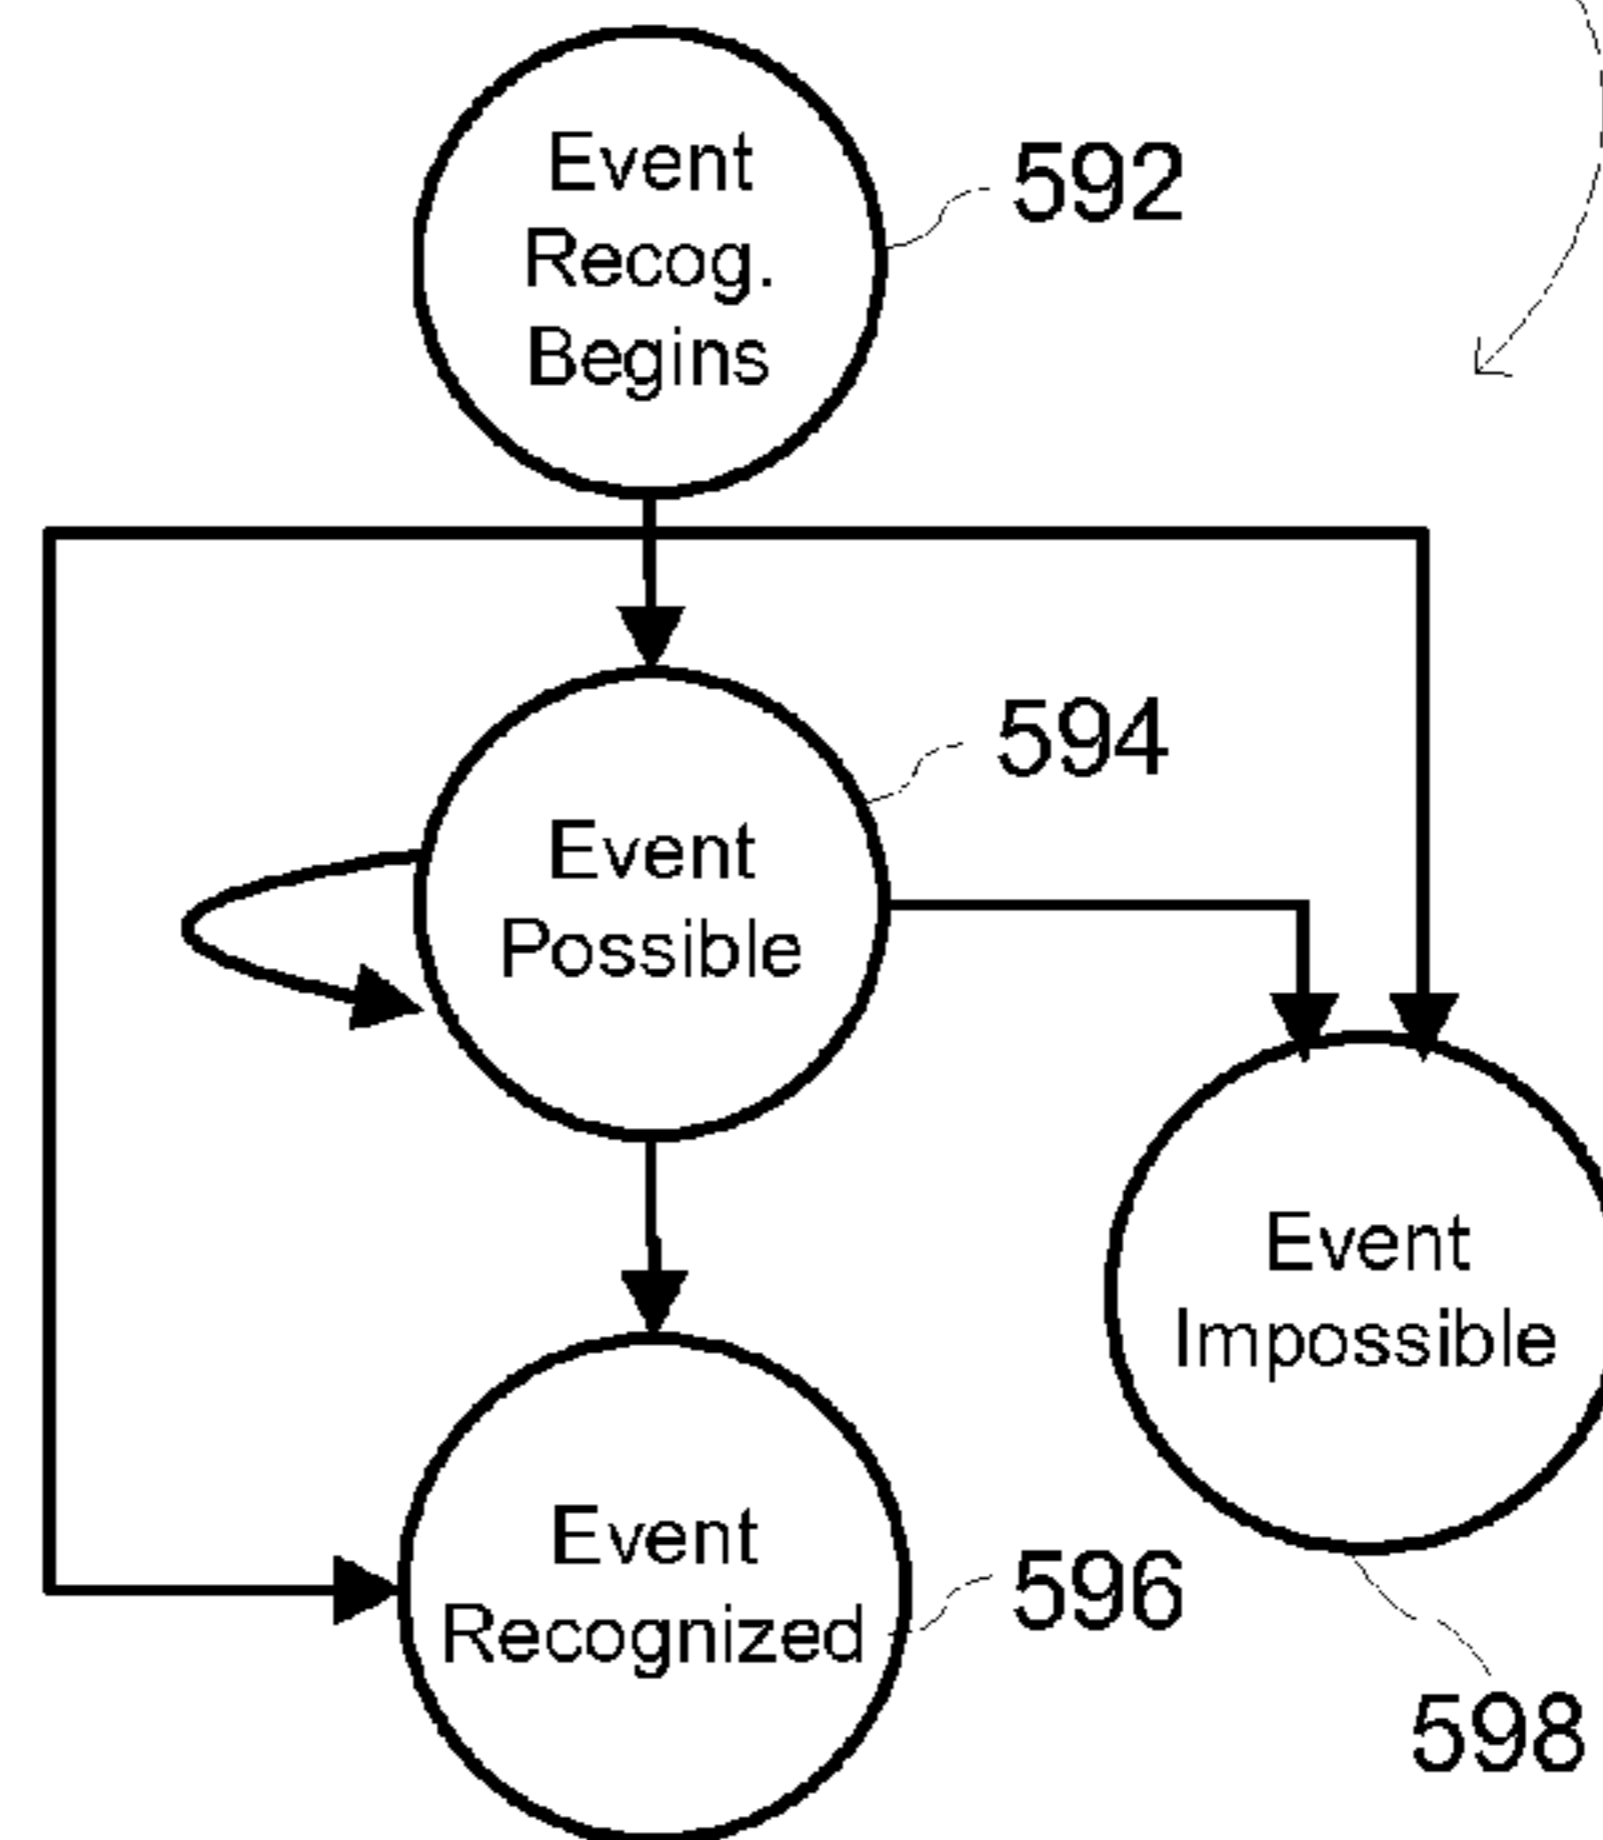 Event
Recog.
Begins
592
594
Event
Possible
Event
Impossible
Event
Recognized
596
598